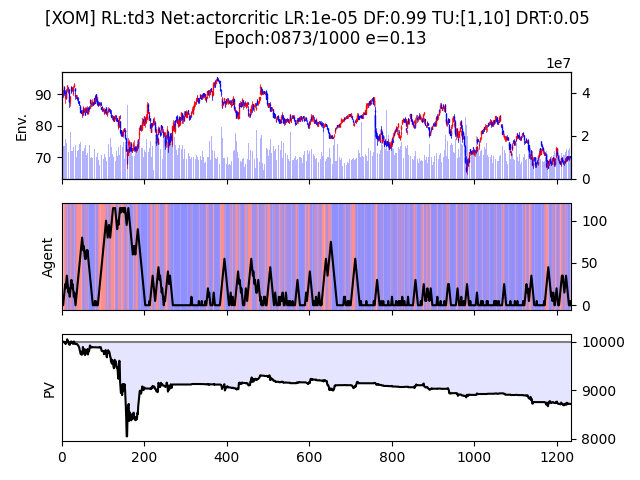 [XOM] RL:td3 Net:actorcritic LR:1e-05 DF:0.99 TU:[1,10] DRT:0.05
Epoch:0873/1000 e=0.13
1e7
Env.
90
80
70
4
2
0
Agent
100
50
0
PV
10000
9000
8000
0 200 400 600 800 1000 1200